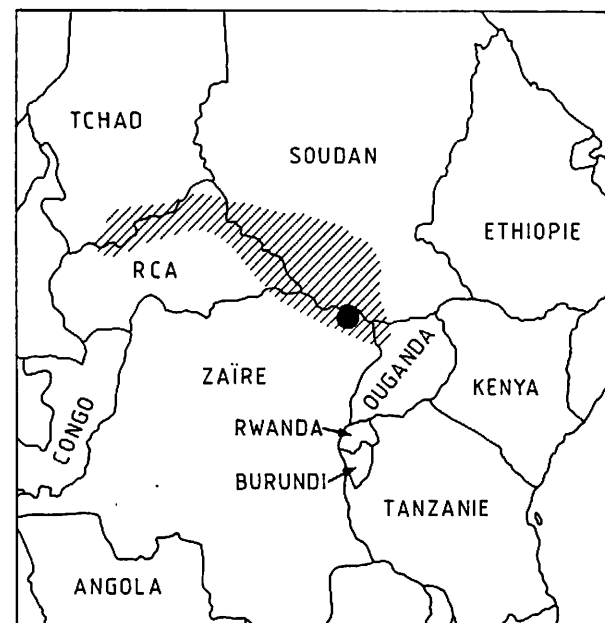 TCHAD
SOUDAN
ETHIOPIE
RCA
ZAÏRE
OUGANDA
KENYA
CONGO
RWANDA
BURUNDI
TANZANIE
ANGOLA